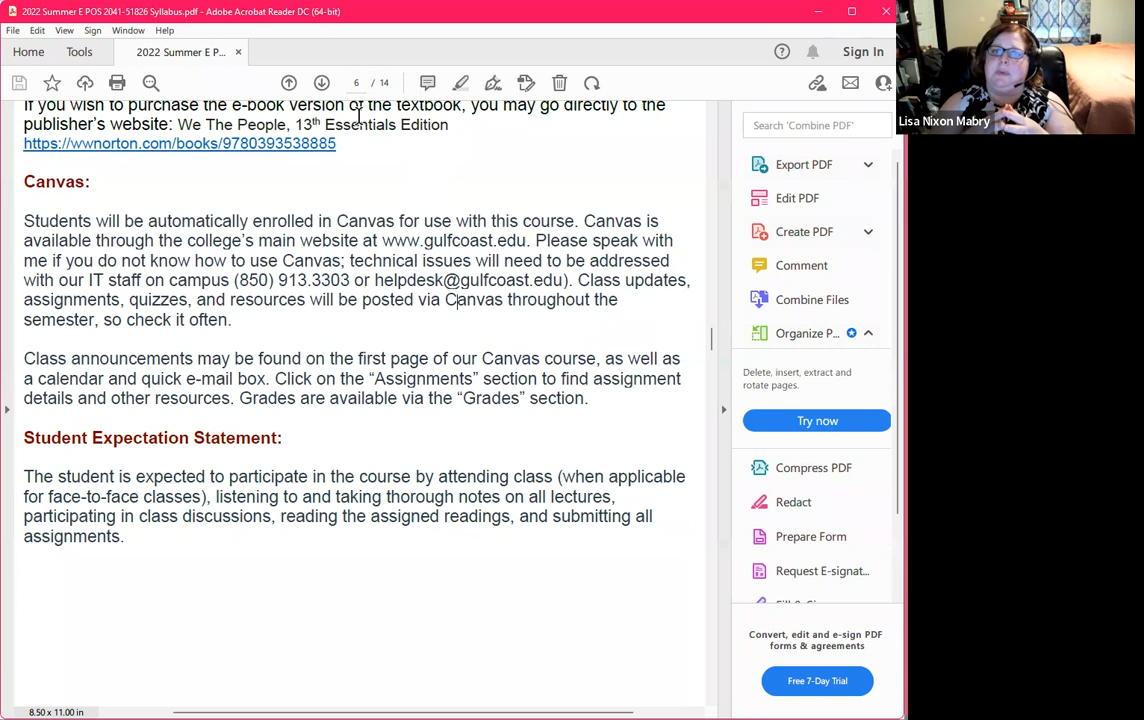 2022 Summer E POS 2041-51826 Syllabus.pdf - Adobe Acrobat Reader DC (64-bit)
File Edit View Sign Window Help
Home Tools 2022 Summer E P... × Sign In
6 / 14
If you wish to purchase the e-book version of the textbook, you may go directly to the
publisher's website: We The People, 13th Essentials Edition
https://wwnorton.com/books/9780393538885
Canvas:
Students will be automatically enrolled in Canvas for use with this course. Canvas is
available through the college's main website at www.gulfcoast.edu. Please speak with
me if you do not know how to use Canvas; technical issues will need to be addressed
with our IT staff on campus (850) 913.3303 or helpdesk@gulfcoast.edu). Class updates,
assignments, quizzes, and resources will be posted via Canvas throughout the
semester, so check it often.
Class announcements may be found on the first page of our Canvas course, as well as
a calendar and quick e-mail box. Click on the “Assignments” section to find assignment
details and other resources. Grades are available via the “Grades” section.
Student Expectation Statement:
The student is expected to participate in the course by attending class (when applicable
for face-to-face classes), listening to and taking thorough notes on all lectures,
participating in class discussions, reading the assigned readings, and submitting all
assignments.
8.50 x 11.00 in
Search 'Combine PDF'
Export PDF
Edit PDF
Create PDF
Comment
Combine Files
Organize P...
Delete, insert, extract and
rotate pages.
Try now
Compress PDF
Redact
Prepare Form
Request E-signat...
Convert, edit and e-sign PDF
forms & agreements
Free 7-Day Trial
Lisa Nixon Mabry